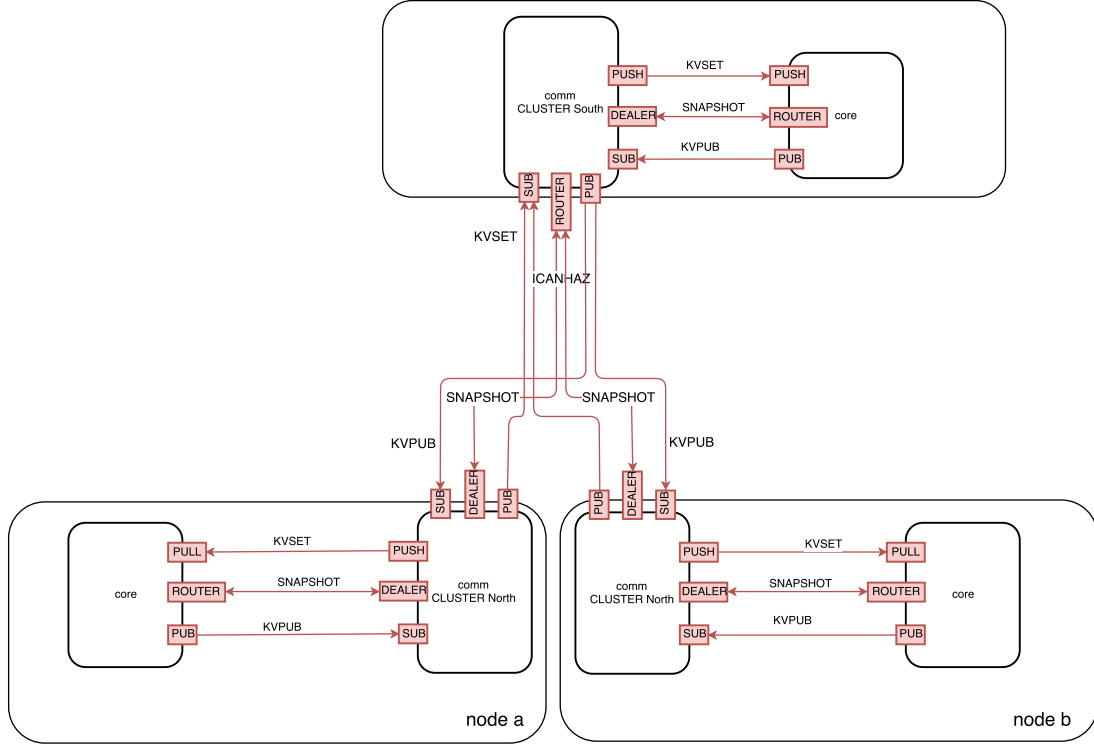 PUSH
KVSET
PUSH
comm
CLUSTER South
DEALER
SNAPSHOT
ROUTER
core
SUB
KVPUB
PUB
SUB
ROUTER
PUB
KVSET
ICANHAZ
SNAPSHOT
SNAPSHOT
KVPUB
KVPUB
SUB
DEALER
PUB
PUB
DEALER
SUB
PULL
KVSET
PUSH
core
ROUTER
SNAPSHOT
DEALER
comm
CLUSTER North
PUB
KVPUB
SUB
node a
PUSH
KVSET
PULL
comm
CLUSTER North
DEALER
SNAPSHOT
ROUTER
core
SUB
KVPUB
PUB
node b